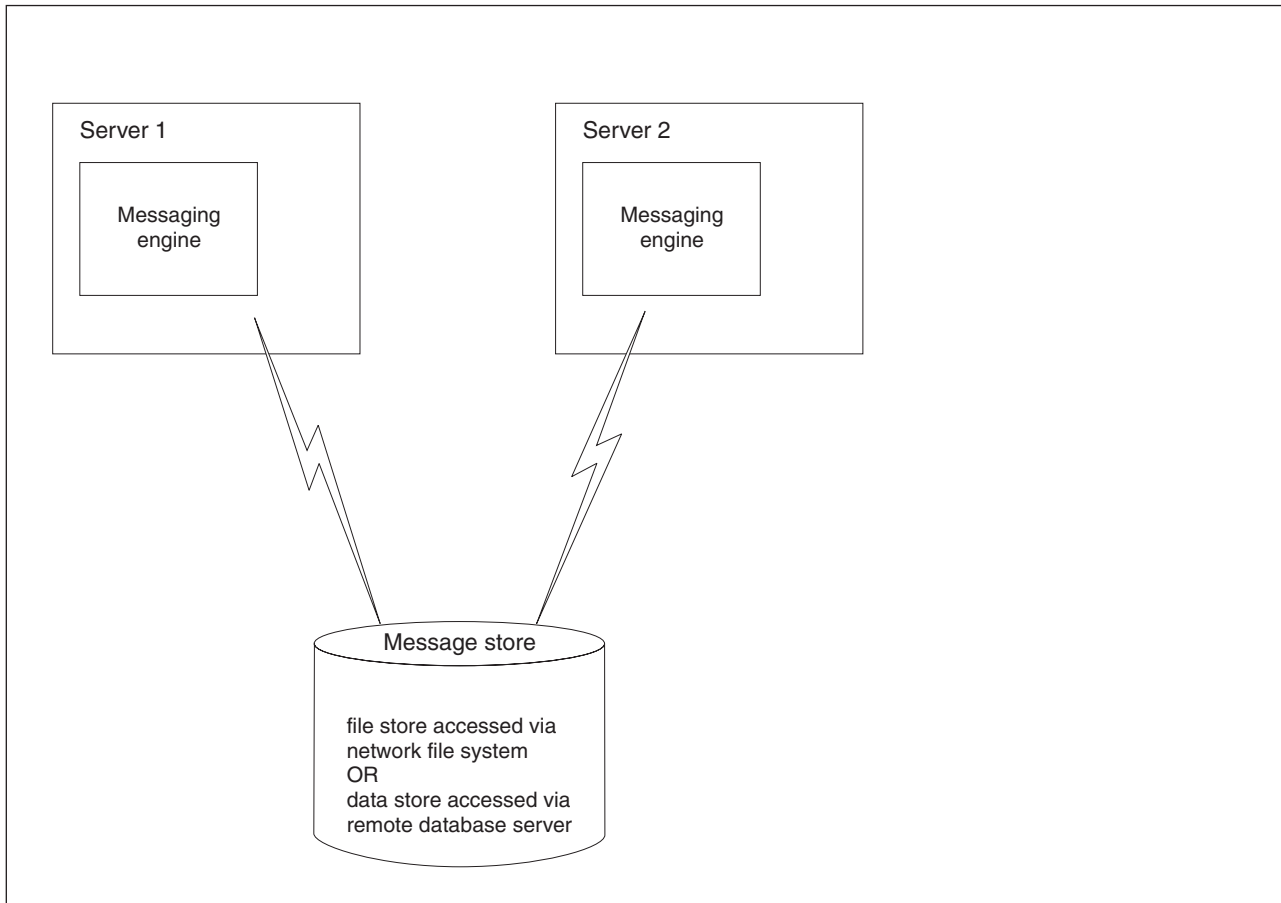 Server 1
Messaging
engine
Server 2
Messaging
engine
Message store
file store accessed via
network file system
OR
data store accessed via
remote database server